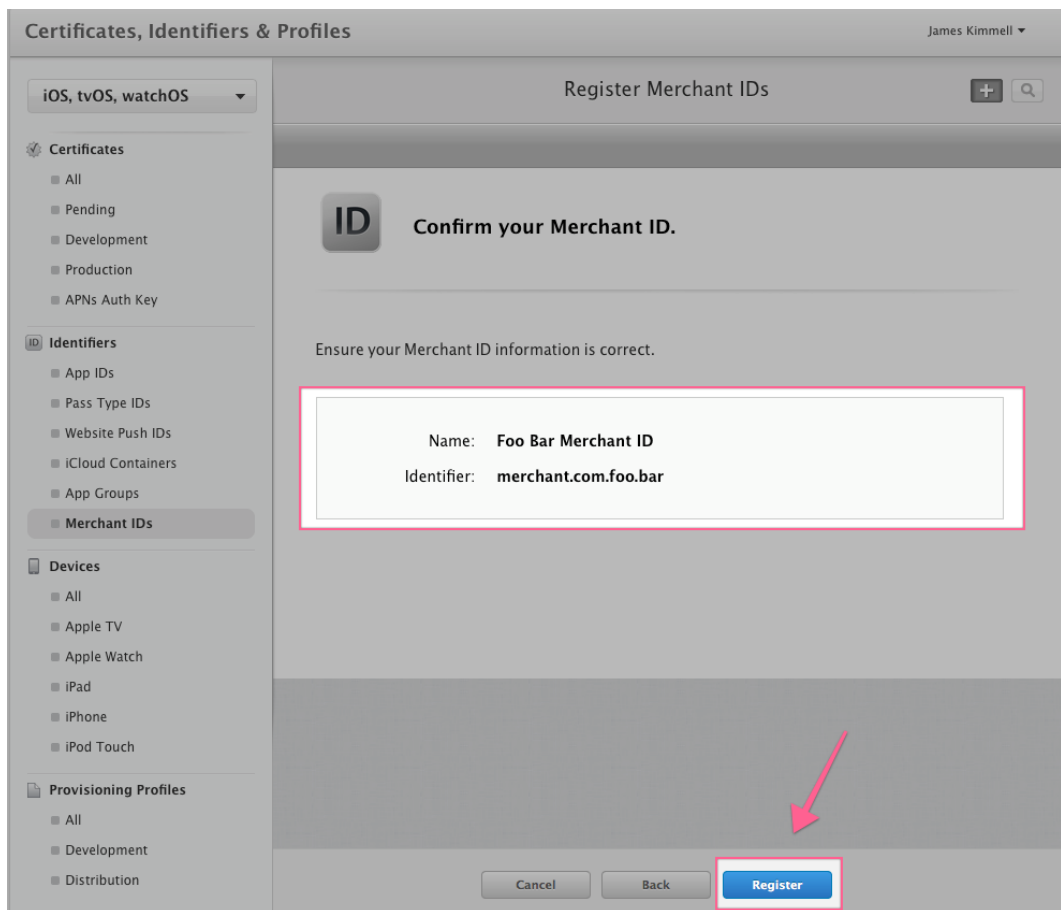 Certificates, Identifiers & Profiles
James Kimmell
iOS, tvOS, watchOS
Register Merchant IDs
Certificates
All
Pending
Development
Production
APNs Auth Key
ID Identifiers
App IDs
Pass Type IDs
Website Push IDs
iCloud Containers
App Groups
Merchant IDs
Devices
All
Apple TV
Apple Watch
iPad
iPhone
iPod Touch
Provisioning Profiles
All
Development
Distribution
ID
Confirm your Merchant ID.
Ensure your Merchant ID information is correct.
Name: Foo Bar Merchant ID
Identifier: merchant.com.foo.bar
Cancel Back Register